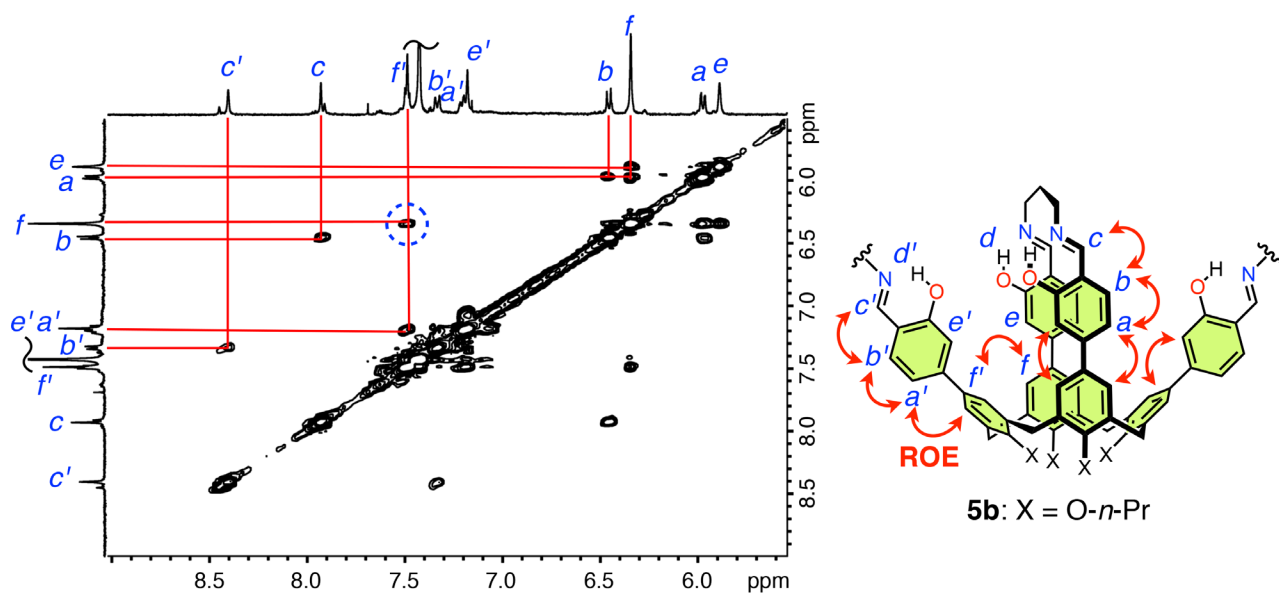 c' c f' b' a' e' b f a e
e
a
f
b
e' a'
b'
f'
c
c'
ppm
6.0
6.5
7.0
7.5
8.0
8.5
8.5 8.0 7.5 7.0 6.5 6.0 ppm
N N c
d
H H
O O
b
d' H
N O
c'
e'
e
a
b'
f' f
a'
ROE
X X X X
H
O N
5b: X = O-n-Pr